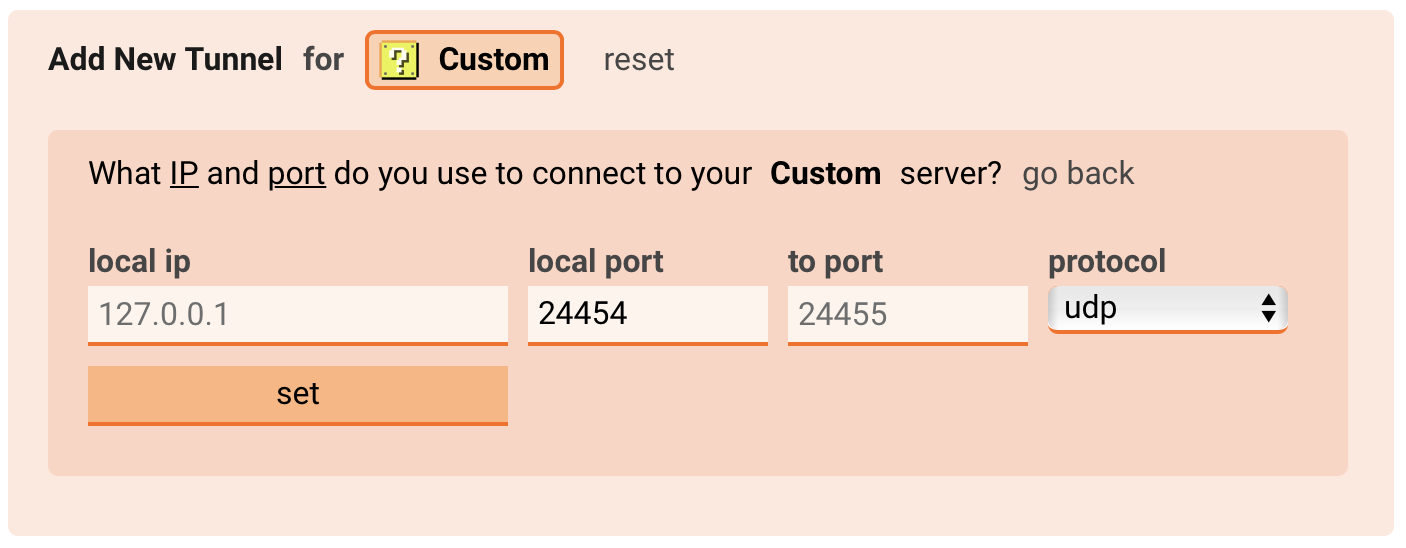 Add New Tunnel for ? Custom reset
What IP and port do you use to connect to your Custom server? go back
local ip local port to port protocol
127.0.0.1 24454 24455 udp
set